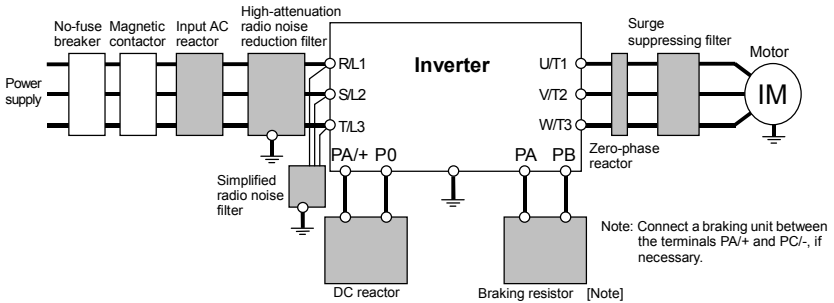 No-fuse
breaker
Magnetic
contactor
Input AC
reactor
High-attenuation
radio noise
reduction filter
Surge
suppressing filter
Motor
Power
supply
R/L1
S/L2
T/L3
Inverter
U/T1
V/T2
W/T3
IM
PA/+ P0
PA PB
Zero-phase
reactor
Simplified
radio noise
filter
Note: Connect a braking unit between
the terminals PA/+ and PC/-, if
necessary.
DC reactor
Braking resistor [Note]